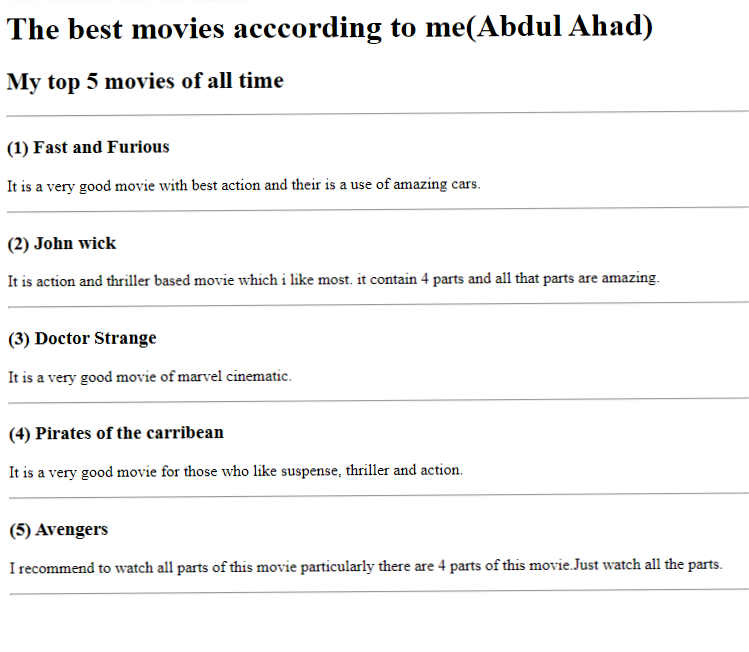 The best movies acccording to me(Abdul Ahad)
My top 5 movies of all time
(1) Fast and Furious
It is a very good movie with best action and their is a use of amazing cars.
(2) John wick
It is action and thriller based movie which i like most. it contain 4 parts and all that parts are amazing.
(3) Doctor Strange
It is a very good movie of marvel cinematic.
(4) Pirates of the carribean
It is a very good movie for those who like suspense, thriller and action.
(5) Avengers
I recommend to watch all parts of this movie particularly there are 4 parts of this movie.Just watch all the parts.